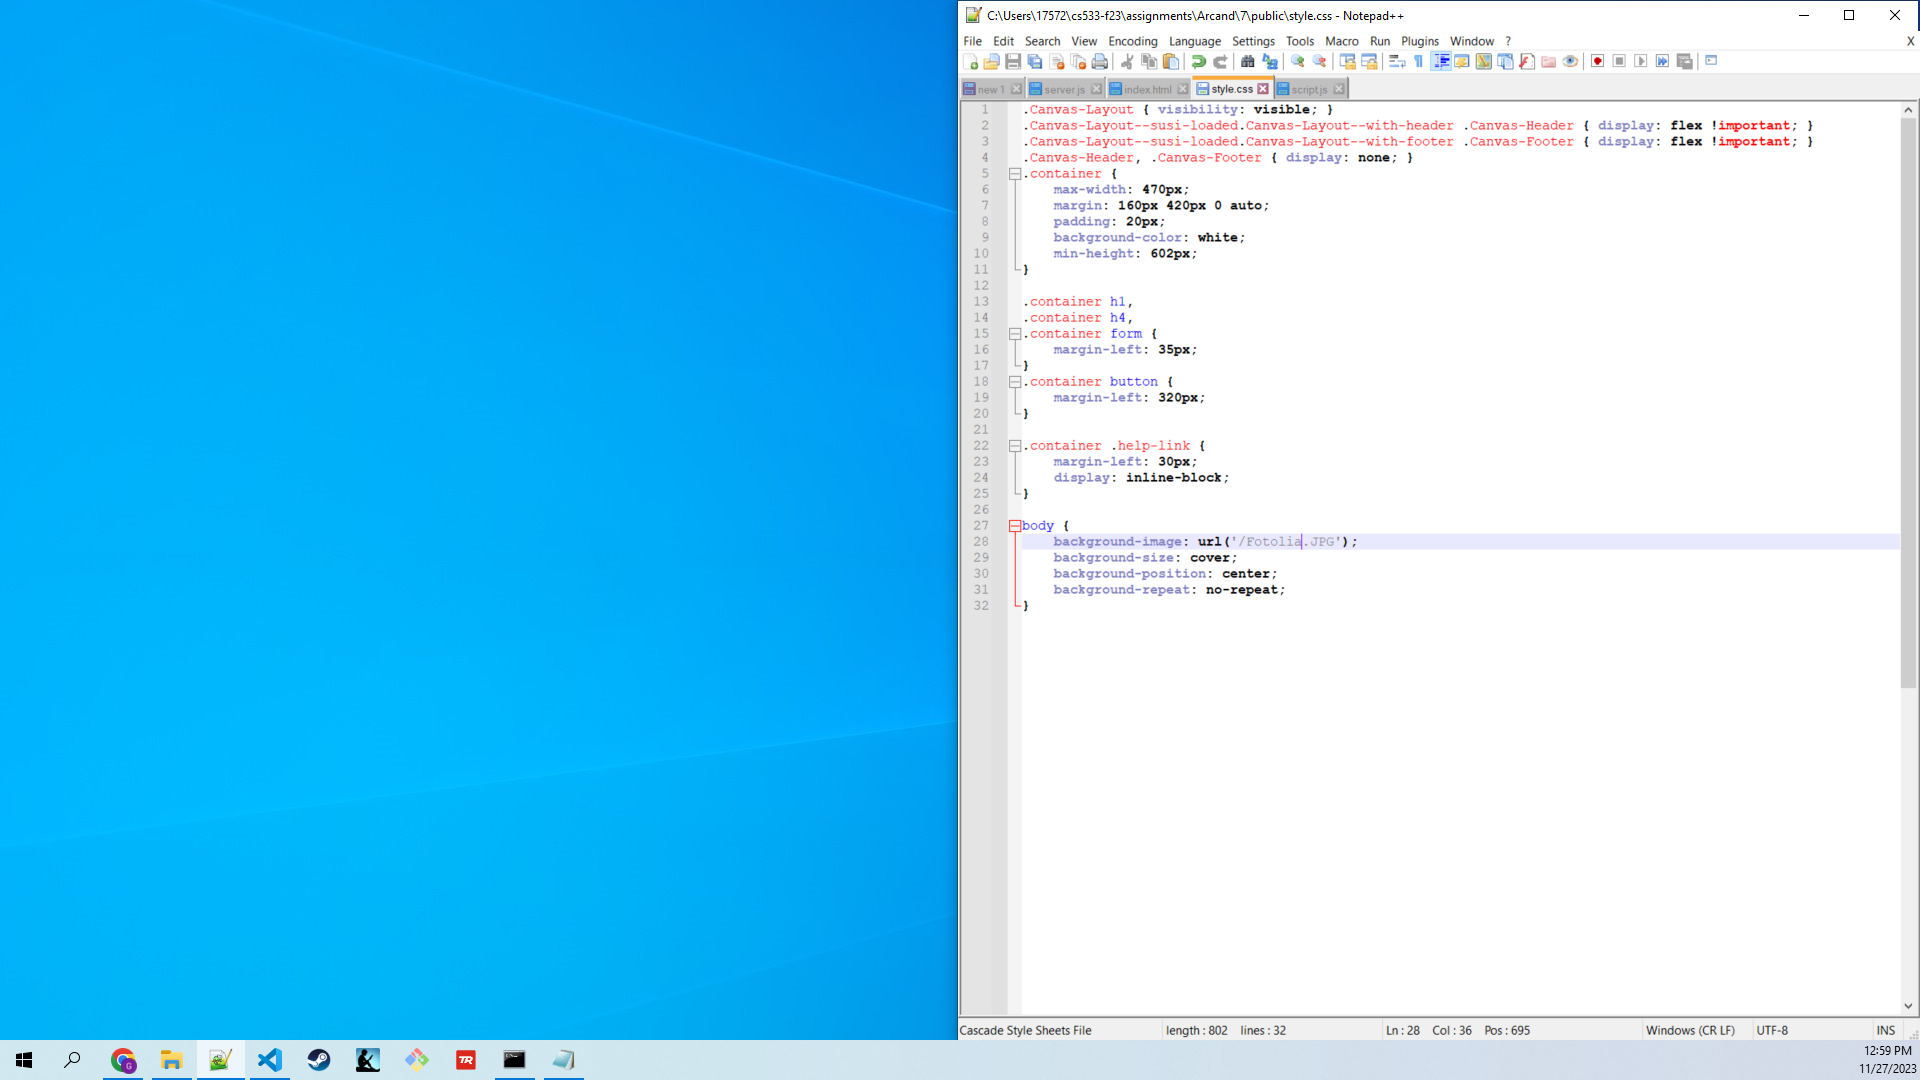 C:\Users\17572\cs533-f23\assignments\Arcand\7\public\style.css - Notepad++
File Edit Search View Encoding Language Settings Tools Macro Run Plugins Window ? X
new 1 server.js index.html style.css script.js
1 .Canvas-Layout { visibility: visible; }
2 .Canvas-Layout--susi-loaded.Canvas-Layout--with-header .Canvas-Header { display: flex !important; }
3 .Canvas-Layout--susi-loaded.Canvas-Layout--with-footer .Canvas-Footer { display: flex !important; }
4 .Canvas-Header, .Canvas-Footer { display: none; }
5 .container {
6 max-width: 470px;
7 margin: 160px 420px 0 auto;
8 padding: 20px;
9 background-color: white;
10 min-height: 602px;
11 }
12
13 .container h1,
14 .container h4,
15 .container form {
16 margin-left: 35px;
17 }
18 .container button {
19 margin-left: 320px;
20 }
21
22 .container .help-link {
23 margin-left: 30px;
24 display: inline-block;
25 }
26
27 body {
28 background-image: url('/Fotolia.JPG');
29 background-size: cover;
30 background-position: center;
31 background-repeat: no-repeat;
32 }
Cascade Style Sheets File length : 802 lines : 32 Ln : 28 Col : 36 Pos : 695 Windows (CR LF) UTF-8 INS
G TR 12:59 PM
11/27/2023